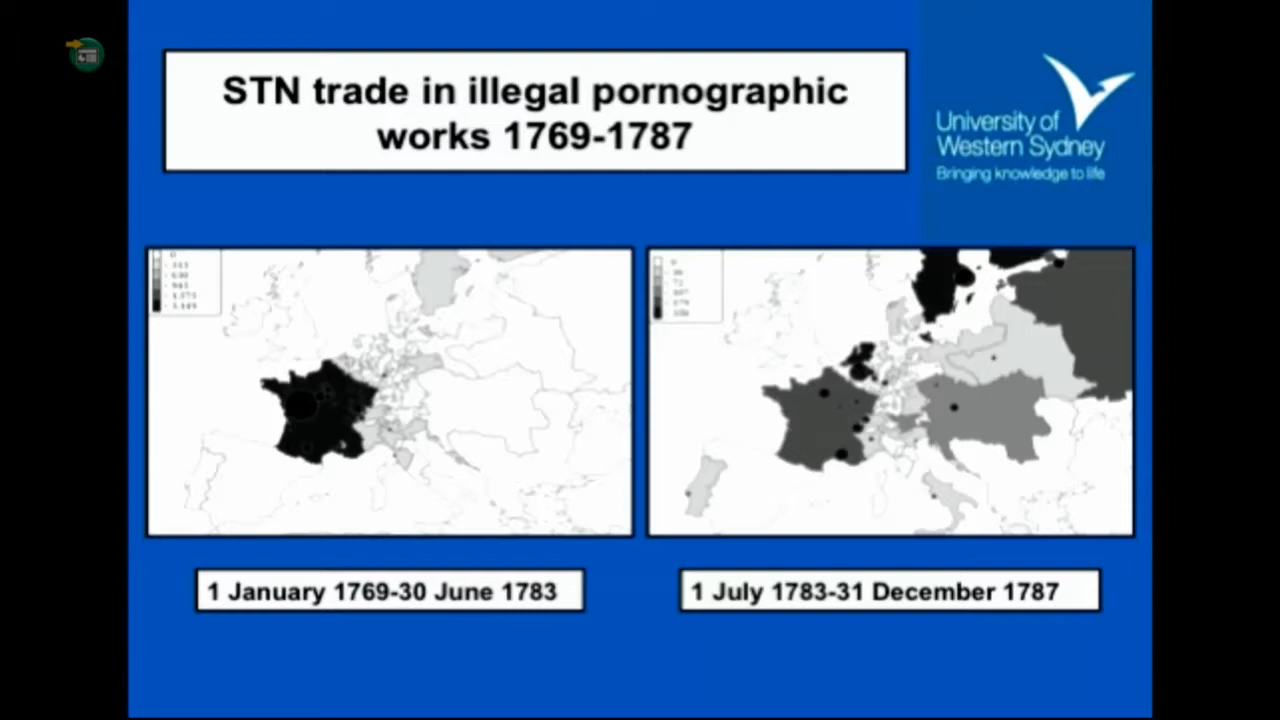 STN trade in illegal pornographic
works 1769-1787
University of
Western Sydney
Bringing knowledge to life
1 January 1769-30 June 1783
1 July 1783-31 December 1787